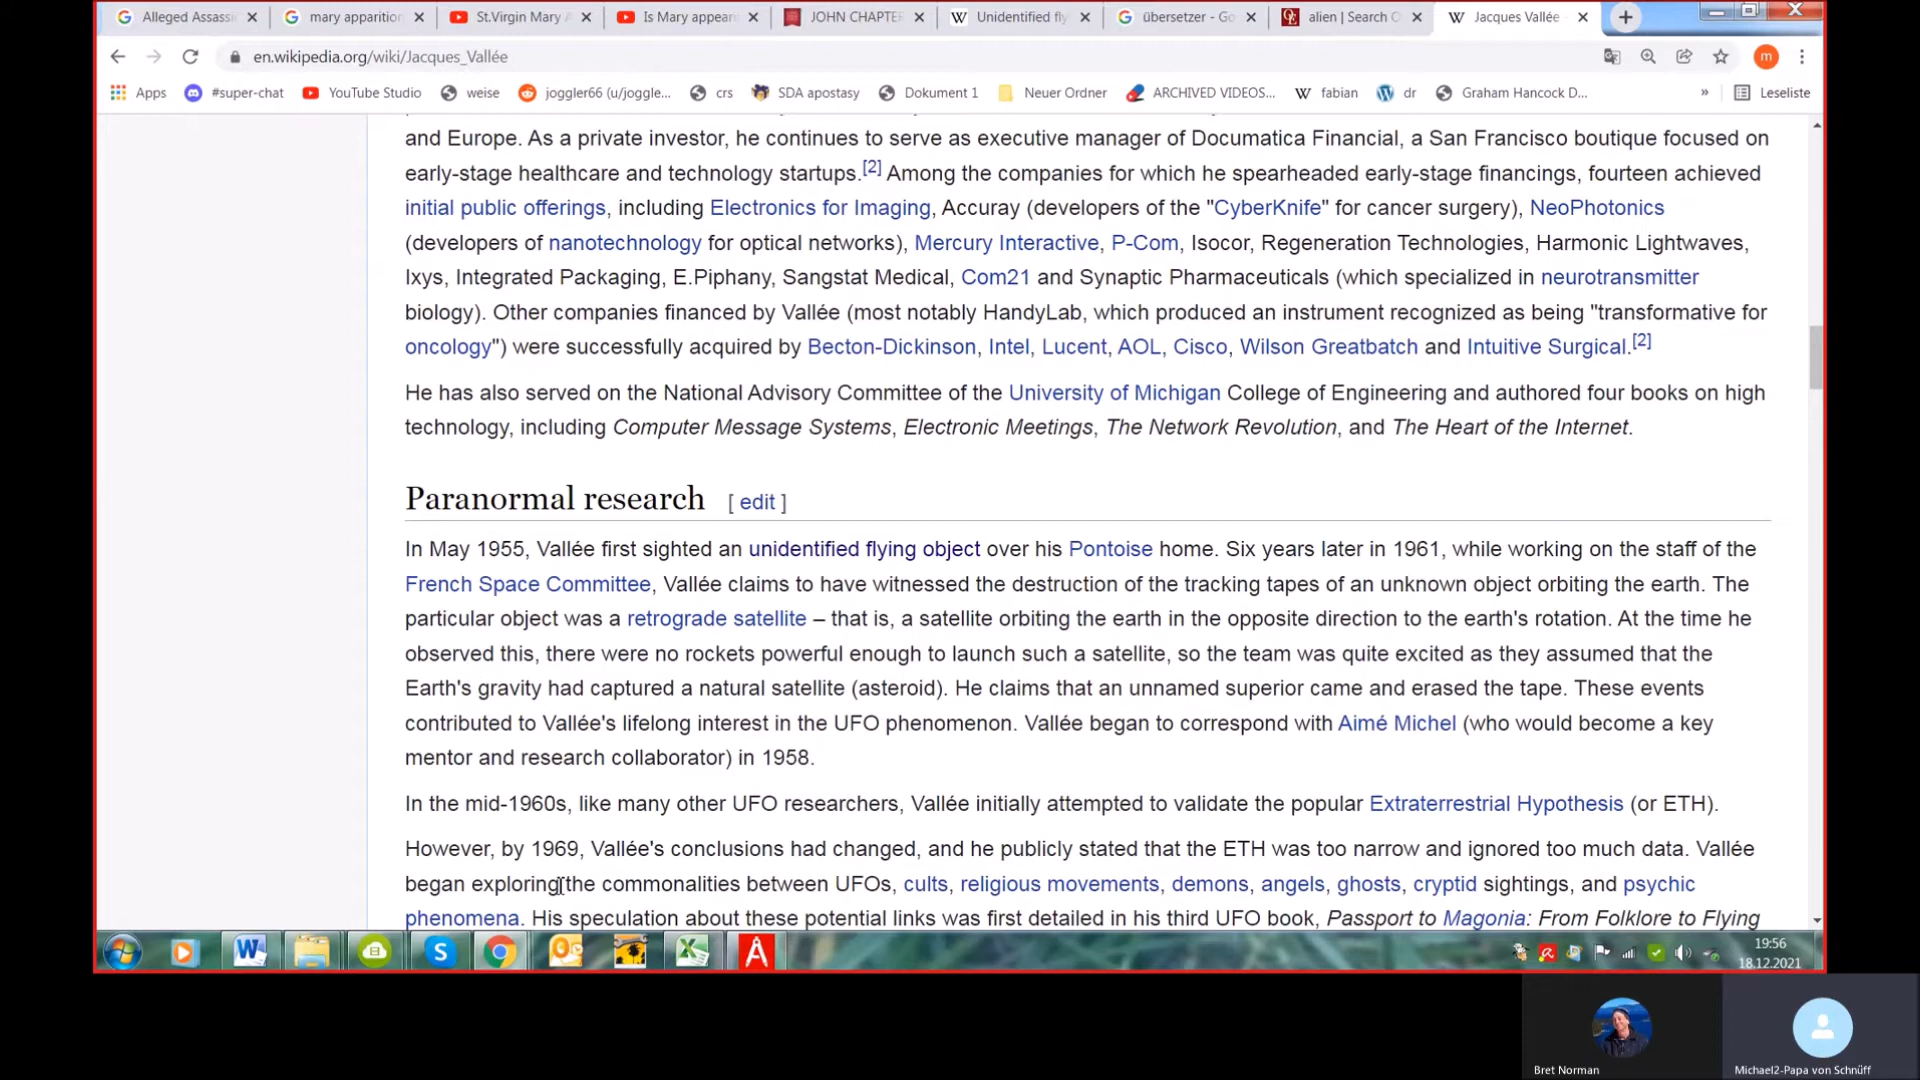 Alleged Assassi
mary apparition
St.Virgin Mary A
Is Mary appear
JOHN CHAPTE
Unidentified fly
übersetzer - Go
alien | Search O
Jacques Vallée
en.wikipedia.org/wiki/Jacques_Vallée
Apps
#super-chat
YouTube Studio
weise
joggler66 (u/joggle...
crs
SDA apostasy
Dokument 1
Neuer Ordner
ARCHIVED VIDEOS...
fabian
dr
Graham Hancock D...
»
Leseliste
and Europe. As a private investor, he continues to serve as executive manager of Documatica Financial, a San Francisco boutique focused on
early-stage healthcare and technology startups.[2] Among the companies for which he spearheaded early-stage financings, fourteen achieved
initial public offerings, including Electronics for Imaging, Accuray (developers of the "CyberKnife" for cancer surgery), NeoPhotonics
(developers of nanotechnology for optical networks), Mercury Interactive, P-Com, Isocor, Regeneration Technologies, Harmonic Lightwaves,
Ixys, Integrated Packaging, E.Piphany, Sangstat Medical, Com21 and Synaptic Pharmaceuticals (which specialized in neurotransmitter
biology). Other companies financed by Vallée (most notably HandyLab, which produced an instrument recognized as being "transformative for
oncology") were successfully acquired by Becton-Dickinson, Intel, Lucent, AOL, Cisco, Wilson Greatbatch and Intuitive Surgical.[2]
He has also served on the National Advisory Committee of the University of Michigan College of Engineering and authored four books on high
technology, including Computer Message Systems, Electronic Meetings, The Network Revolution, and The Heart of the Internet.
Paranormal research [ edit ]
In May 1955, Vallée first sighted an unidentified flying object over his Pontoise home. Six years later in 1961, while working on the staff of the
French Space Committee, Vallée claims to have witnessed the destruction of the tracking tapes of an unknown object orbiting the earth. The
particular object was a retrograde satellite – that is, a satellite orbiting the earth in the opposite direction to the earth's rotation. At the time he
observed this, there were no rockets powerful enough to launch such a satellite, so the team was quite excited as they assumed that the
Earth's gravity had captured a natural satellite (asteroid). He claims that an unnamed superior came and erased the tape. These events
contributed to Vallée's lifelong interest in the UFO phenomenon. Vallée began to correspond with Aimé Michel (who would become a key
mentor and research collaborator) in 1958.
In the mid-1960s, like many other UFO researchers, Vallée initially attempted to validate the popular Extraterrestrial Hypothesis (or ETH).
However, by 1969, Vallée's conclusions had changed, and he publicly stated that the ETH was too narrow and ignored too much data. Vallée
began exploring the commonalities between UFOs, cults, religious movements, demons, angels, ghosts, cryptid sightings, and psychic
phenomena. His speculation about these potential links was first detailed in his third UFO book, Passport to Magonia: From Folklore to Flying
19:56
18.12.2021
Bret Norman
Michael2-Papa von Schnüff